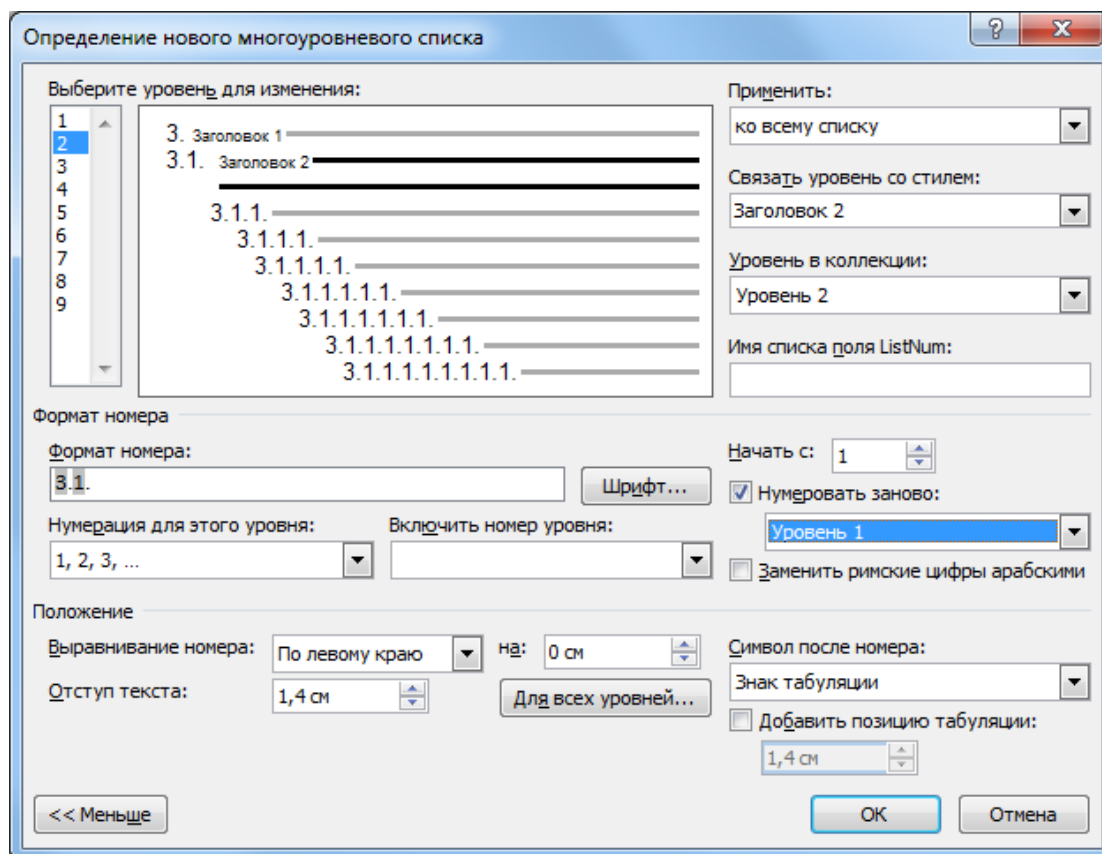 Определение нового многоуровневого списка
Выберите уровень для изменения:
1
2
3
4
5
6
7
8
9
3. Заголовок 1
3.1. Заголовок 2
3.1.1.
3.1.1.1.
3.1.1.1.1.
3.1.1.1.1.1.
3.1.1.1.1.1.1.
3.1.1.1.1.1.1.1.
3.1.1.1.1.1.1.1.1.
Применить:
ко всему списку
Связать уровень со стилем:
Заголовок 2
Уровень в коллекции:
Уровень 2
Имя списка поля ListNum:
Формат номера
Формат номера:
3.1.
Шрифт...
Нумерация для этого уровня:
1, 2, 3, ...
Включить номер уровня:
Начать с: 1
Нумеровать заново:
Уровень 1
Заменить римские цифры арабскими
Положение
Выравнивание номера: По левому краю на: 0 см
Отступ текста: 1,4 см Для всех уровней...
Символ после номера:
Знак табуляции
Добавить позицию табуляции:
1,4 см
<< Меньше
ОК
Отмена